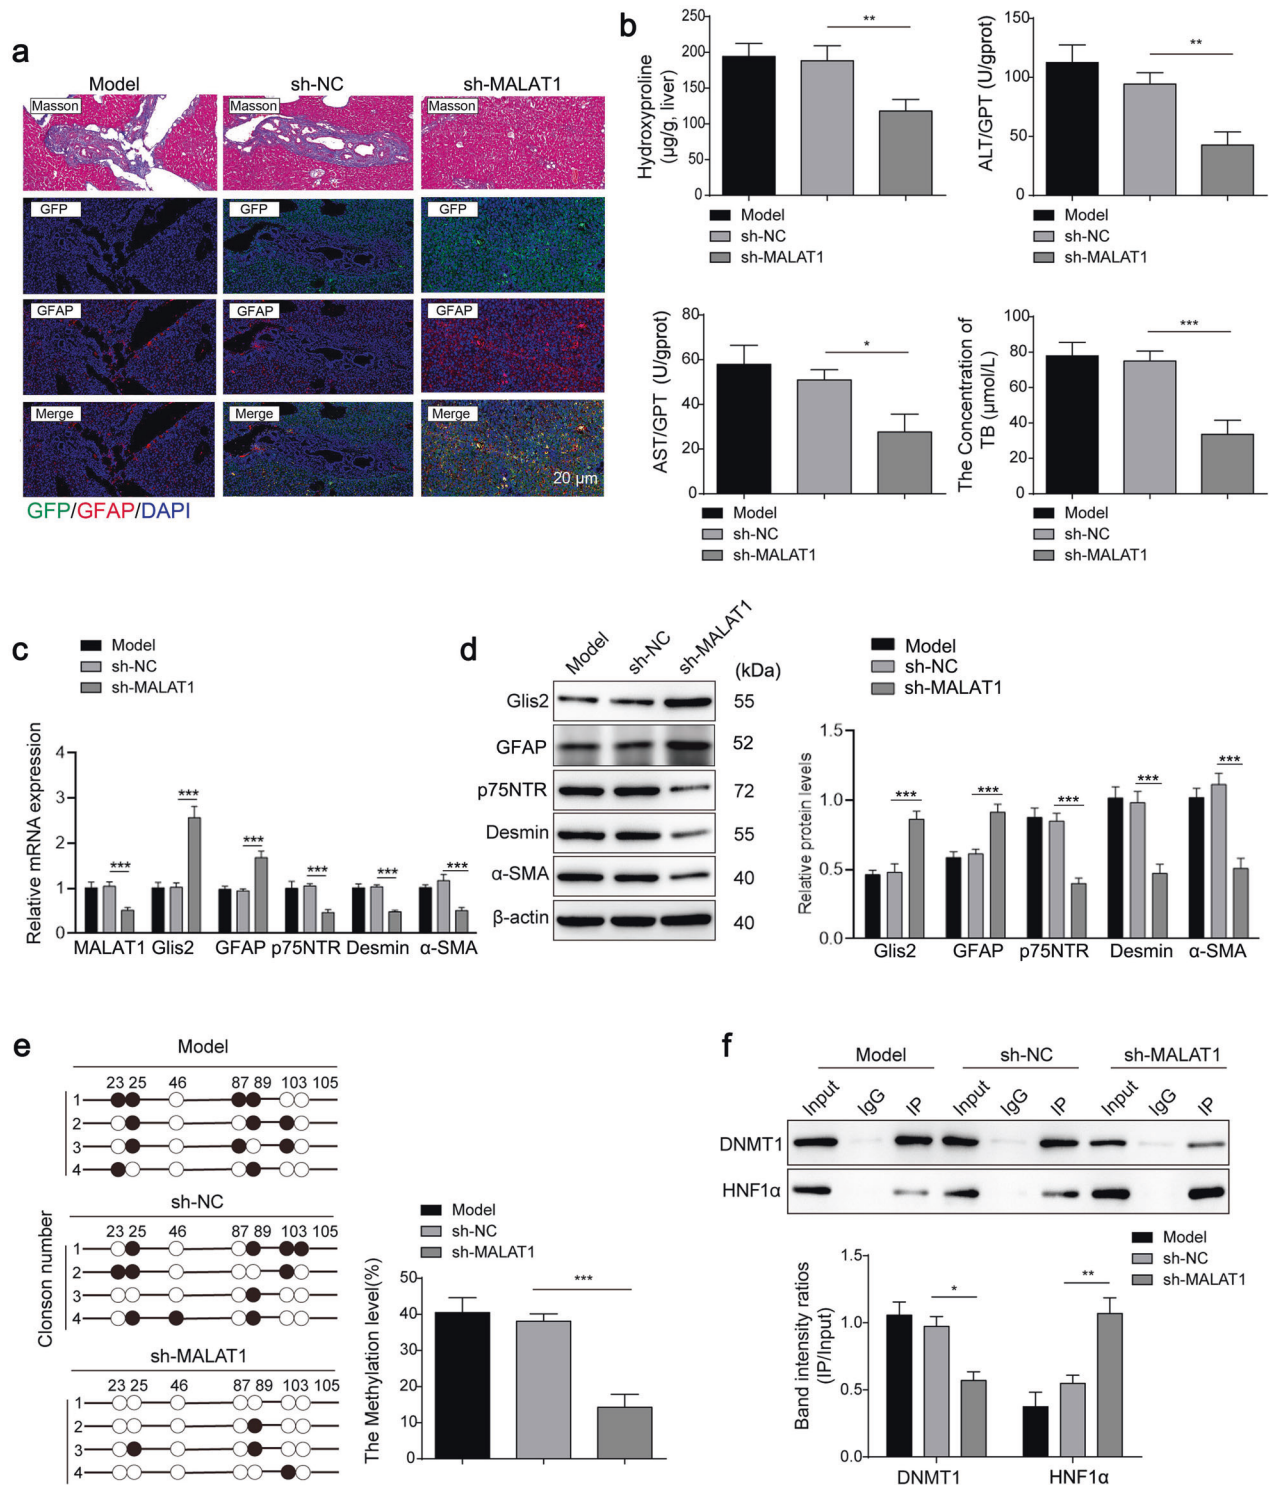 a
Model sh-NC sh-MALAT1
Masson Masson Masson
GFP GFP GFP
GFAP GFAP GFAP
Merge Merge Merge
20 µm
GFP/GFAP/DAPI
b
Hydroxyproline
(µg/g, liver)
250
200
150
100
50
0
**
Model
sh-NC
sh-MALAT1
ALT/GPT (U/gprot)
150
100
50
0
**
Model
sh-NC
sh-MALAT1
AST/GPT (U/gprot)
80
60
40
20
0
*
Model
sh-NC
sh-MALAT1
The Concentration of
TB (µmol/L)
100
80
60
40
20
0
***
Model
sh-NC
sh-MALAT1
c
Model
sh-NC
sh-MALAT1
Relative mRNA expression
4
3
2
1
0
*** *** *** *** *** ***
MALAT1 Glis2 GFAP p75NTR Desmin α-SMA
d
Model sh-NC sh-MALAT1 (kDa)
Glis2 55
GFAP 52
p75NTR 72
Desmin 55
α-SMA 40
β-actin 40
Model
sh-NC
sh-MALAT1
Relative protein levels
1.5
1.0
0.5
0.0
*** *** *** *** ***
Glis2 GFAP p75NTR Desmin α-SMA
e
Clonson number
Model
23 25 46 87 89 103 105
1
2
3
4
sh-NC
23 25 46 87 89 103 105
1
2
3
4
sh-MALAT1
23 25 46 87 89 103 105
1
2
3
4
Model
sh-NC
sh-MALAT1
The Methylation level(%)
50
40
30
20
10
0
***
f
Model sh-NC sh-MALAT1
Input IgG IP Input IgG IP Input IgG IP
DNMT1
HNF1α
Model
sh-NC
sh-MALAT1
Band intensity ratios
(IP/Input)
1.5
1.0
0.5
0.0
* **
DNMT1 HNF1α